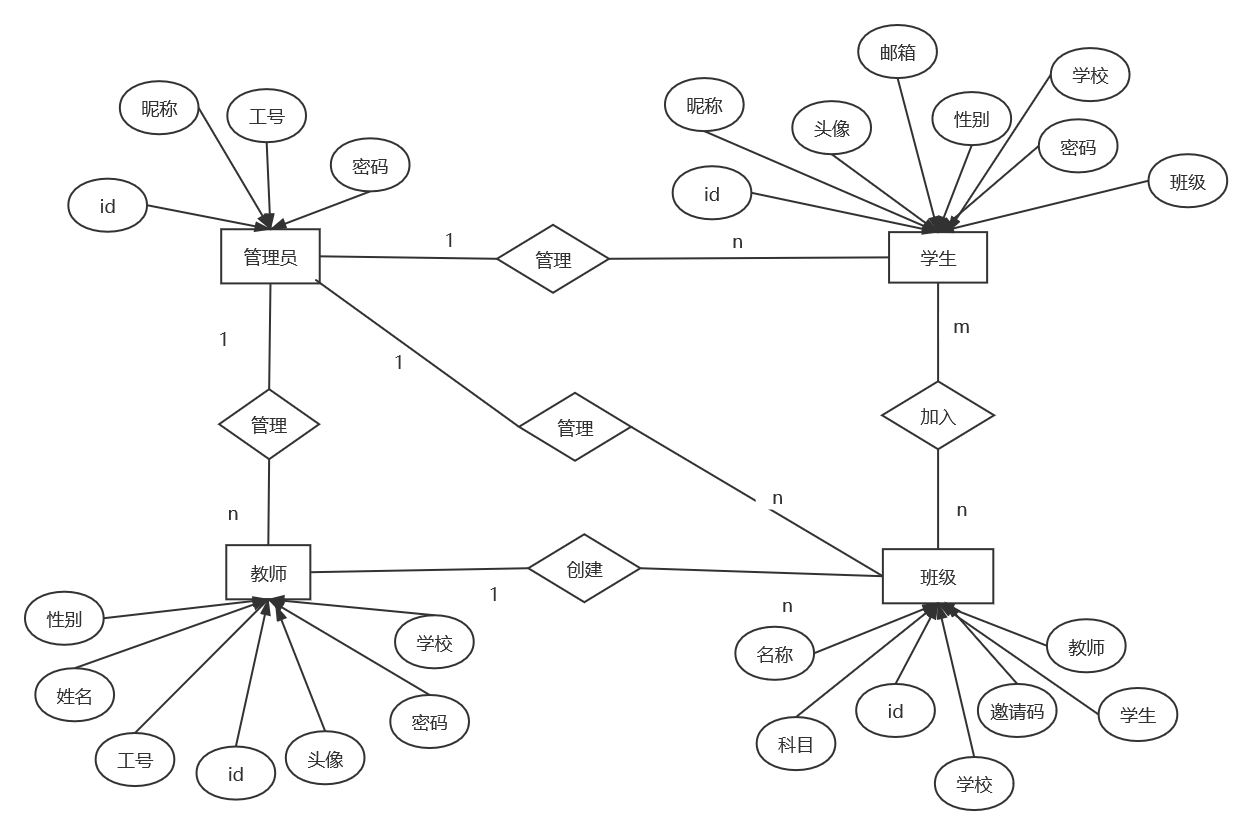 邮箱
学校
昵称
工号
昵称
头像
性别
密码
密码
班级
id
id
管理员
1
管理
n
学生
1
1
m
管理
管理
加入
n
n
n
教师
1
创建
n
班级
性别
学校
名称
教师
姓名
密码
id
邀请码
学生
工号
id
头像
科目
学校